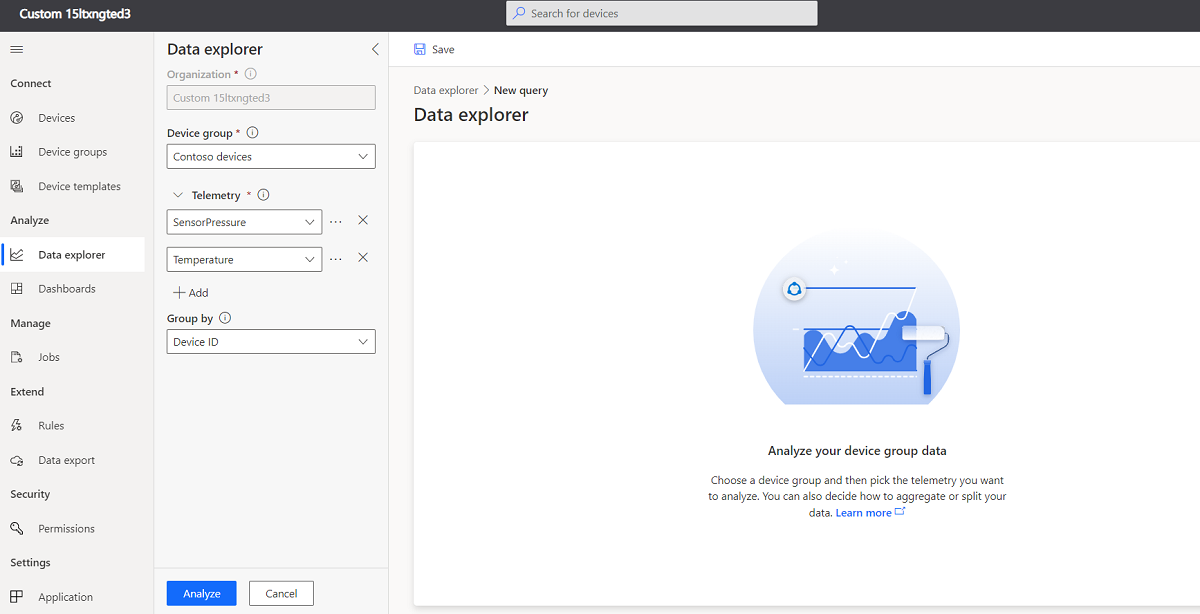 Custom 15ltxngted3
Search for devices
Connect
Devices
Device groups
Device templates
Analyze
Data explorer
Dashboards
Manage
Jobs
Extend
Rules
Data export
Security
Permissions
Settings
Application
Data explorer
Organization *
Custom 15ltxngted3
Device group *
Contoso devices
Telemetry *
SensorPressure
Temperature
Add
Group by
Device ID
Analyze
Cancel
Save
Data explorer > New query
Data explorer
Analyze your device group data
Choose a device group and then pick the telemetry you want
to analyze. You can also decide how to aggregate or split your
data. Learn more